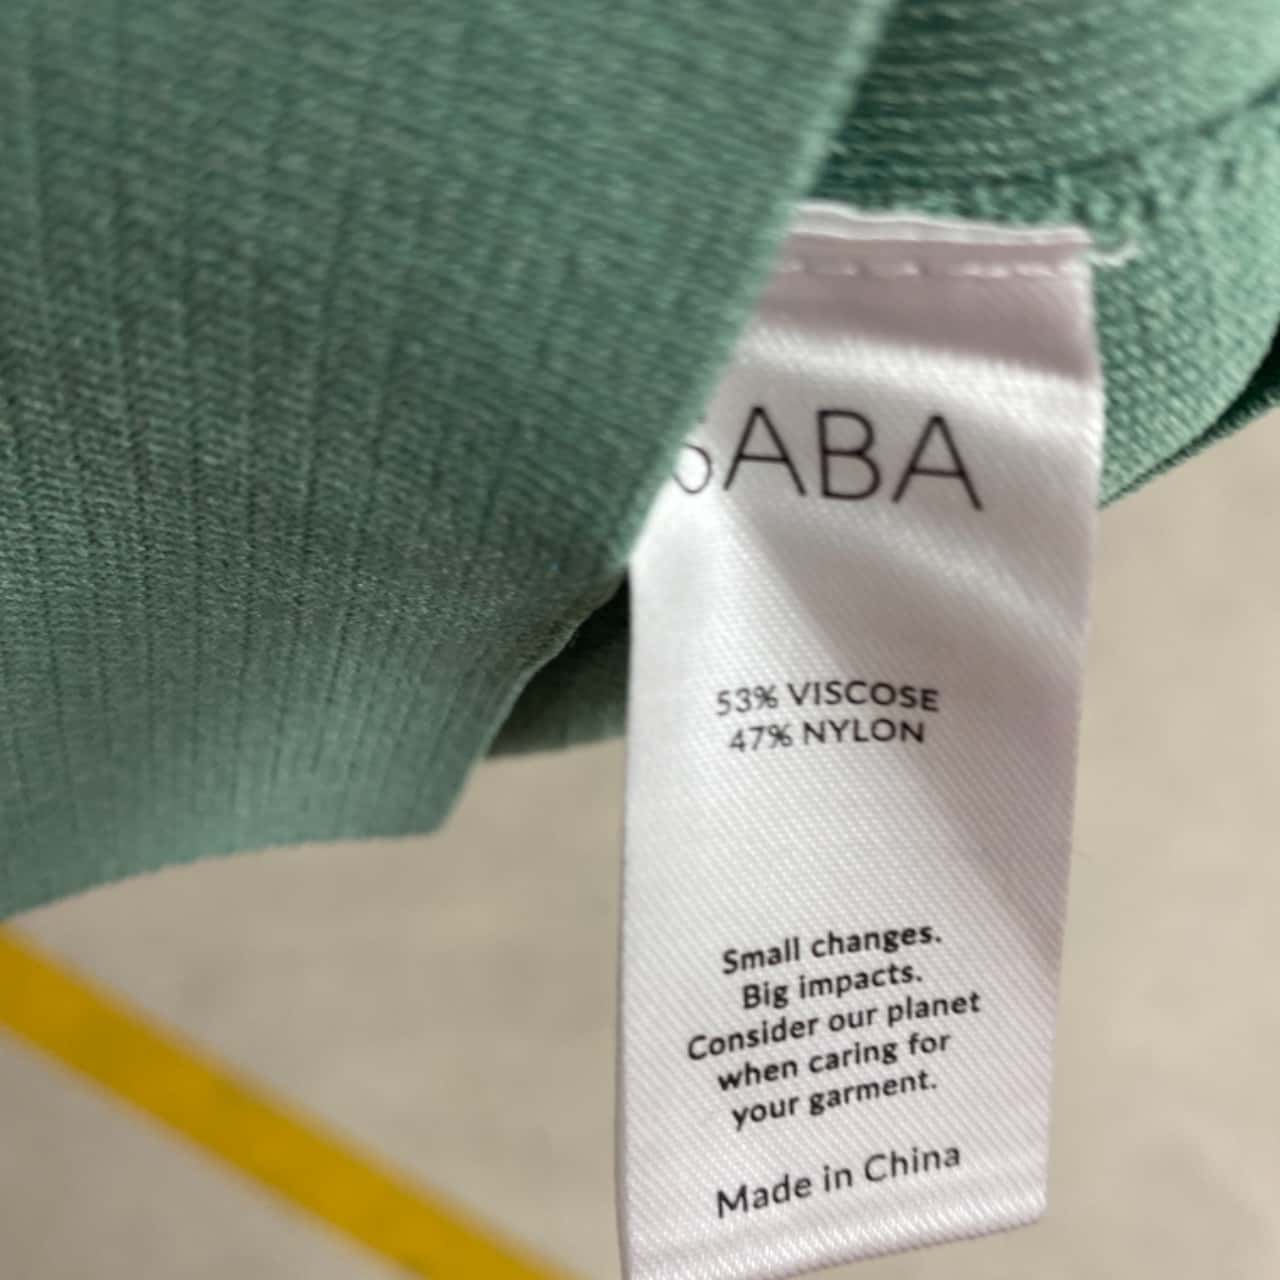 SABA
53% VISCOSE
47% NYLON
Small changes.
Big impacts.
Consider our planet
when caring for
your garment.
Made in China